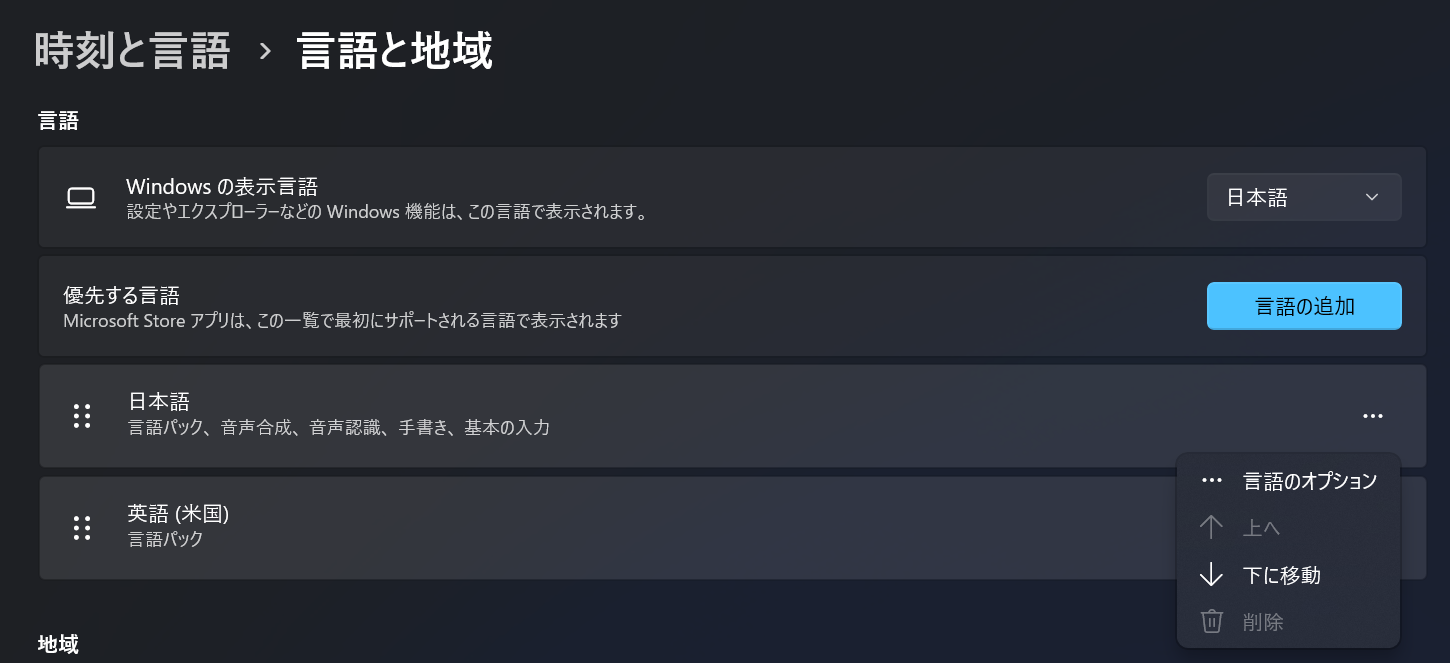 時刻と言語 › 言語と地域
言語
Windows の表示言語
設定やエクスプローラーなどの Windows 機能は、この言語で表示されます。
日本語
優先する言語
Microsoft Store アプリは、この一覧で最初にサポートされる言語で表示されます
言語の追加
日本語
言語パック、音声合成、音声認識、手書き、基本の入力
英語 (米国)
言語パック
言語のオプション
上へ
下に移動
削除
地域